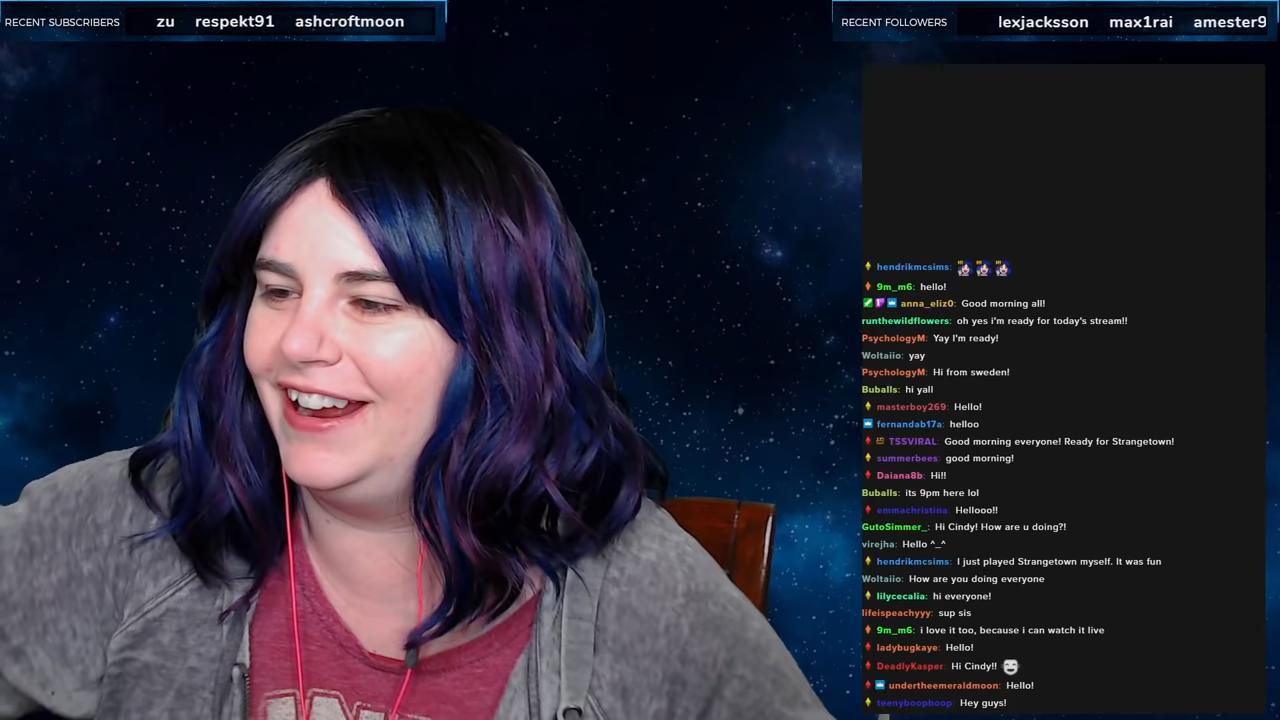 RECENT SUBSCRIBERS zu respekt91 ashcroftmoon
RECENT FOLLOWERS lexjacksson max1rai amester9
hendrikmcsims:
9m_m6: hello!
anna_eliz0: Good morning all!
runthewildflowers: oh yes i'm ready for today's stream!!
PsychologyM: Yay I'm ready!
Woltaiio: yay
PsychologyM: Hi from sweden!
Buballs: hi yall
masterboy269: Hello!
fernandab17a: helloo
TSSVIRAL: Good morning everyone! Ready for Strangetown!
summerbees: good morning!
Daiana8b: Hi!!
Buballs: its 9pm here lol
emmachristina: Hellooo!!
GutoSimmer_: Hi Cindy! How are u doing?!
virejha: Hello ^_^
hendrikmcsims: I just played Strangetown myself. It was fun
Woltaiio: How are you doing everyone
lilycecalia: hi everyone!
lifeispeachyyy: sup sis
9m_m6: i love it too, because i can watch it live
ladybugkaye: Hello!
DeadlyKasper: Hi Cindy!!
undertheemeraldmoon: Hello!
teenyboophoop: Hey guys!